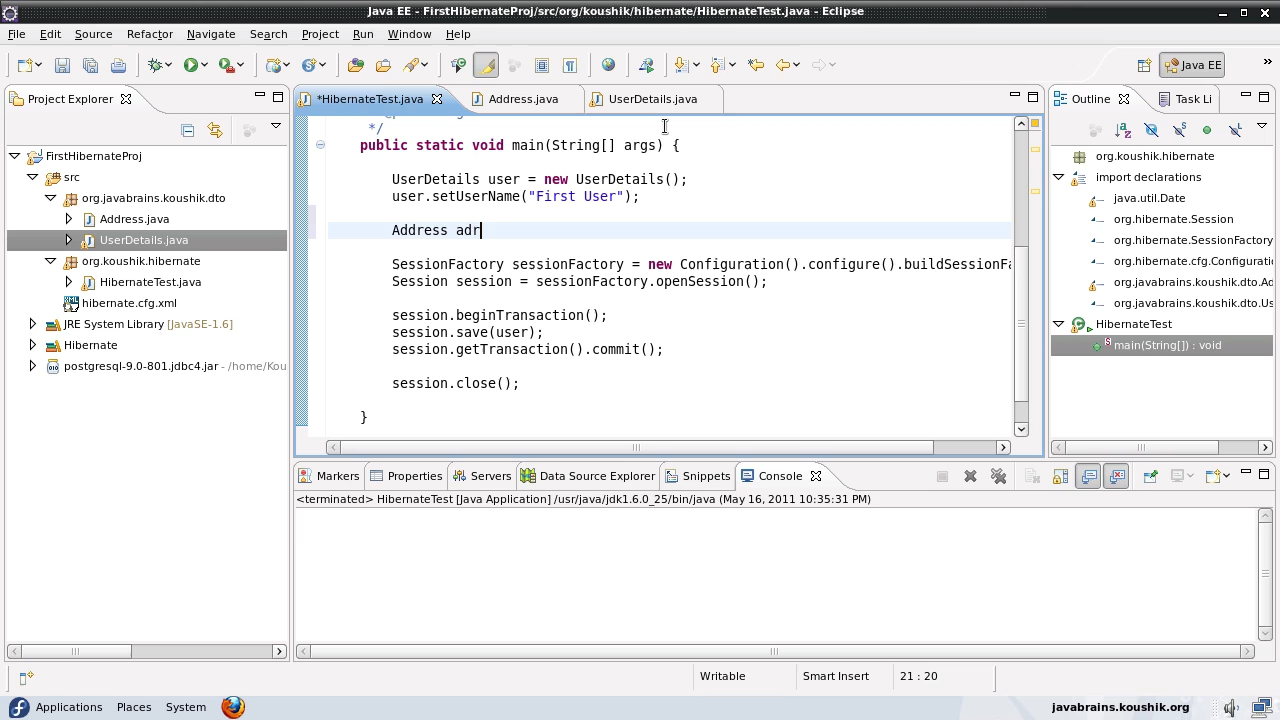 Java EE - FirstHibernateProj/src/org/koushik/hibernate/HibernateTest.java - Eclipse
File Edit Source Refactor Navigate Search Project Run Window Help
Java EE »
Project Explorer
FirstHibernateProj
src
org.javabrains.koushik.dto
Address.java
UserDetails.java
org.koushik.hibernate
HibernateTest.java
hibernate.cfg.xml
JRE System Library [JavaSE-1.6]
Hibernate
postgresql-9.0-801.jdbc4.jar - /home/Kou
*HibernateTest.java Address.java UserDetails.java
*/
public static void main(String[] args) {
UserDetails user = new UserDetails();
user.setUserName("First User");
Address adr
SessionFactory sessionFactory = new Configuration().configure().buildSessionFa
Session session = sessionFactory.openSession();
session.beginTransaction();
session.save(user);
session.getTransaction().commit();
session.close();
}
Outline Task Li
org.koushik.hibernate
import declarations
java.util.Date
org.hibernate.Session
org.hibernate.SessionFactory
org.hibernate.cfg.Configuratio
org.javabrains.koushik.dto.Ad
org.javabrains.koushik.dto.Us
HibernateTest
main(String[]) : void
Markers Properties Servers Data Source Explorer Snippets Console
<terminated> HibernateTest [Java Application] /usr/java/jdk1.6.0_25/bin/java (May 16, 2011 10:35:31 PM)
Writable Smart Insert 21 : 20
Applications Places System javabrains.koushik.org